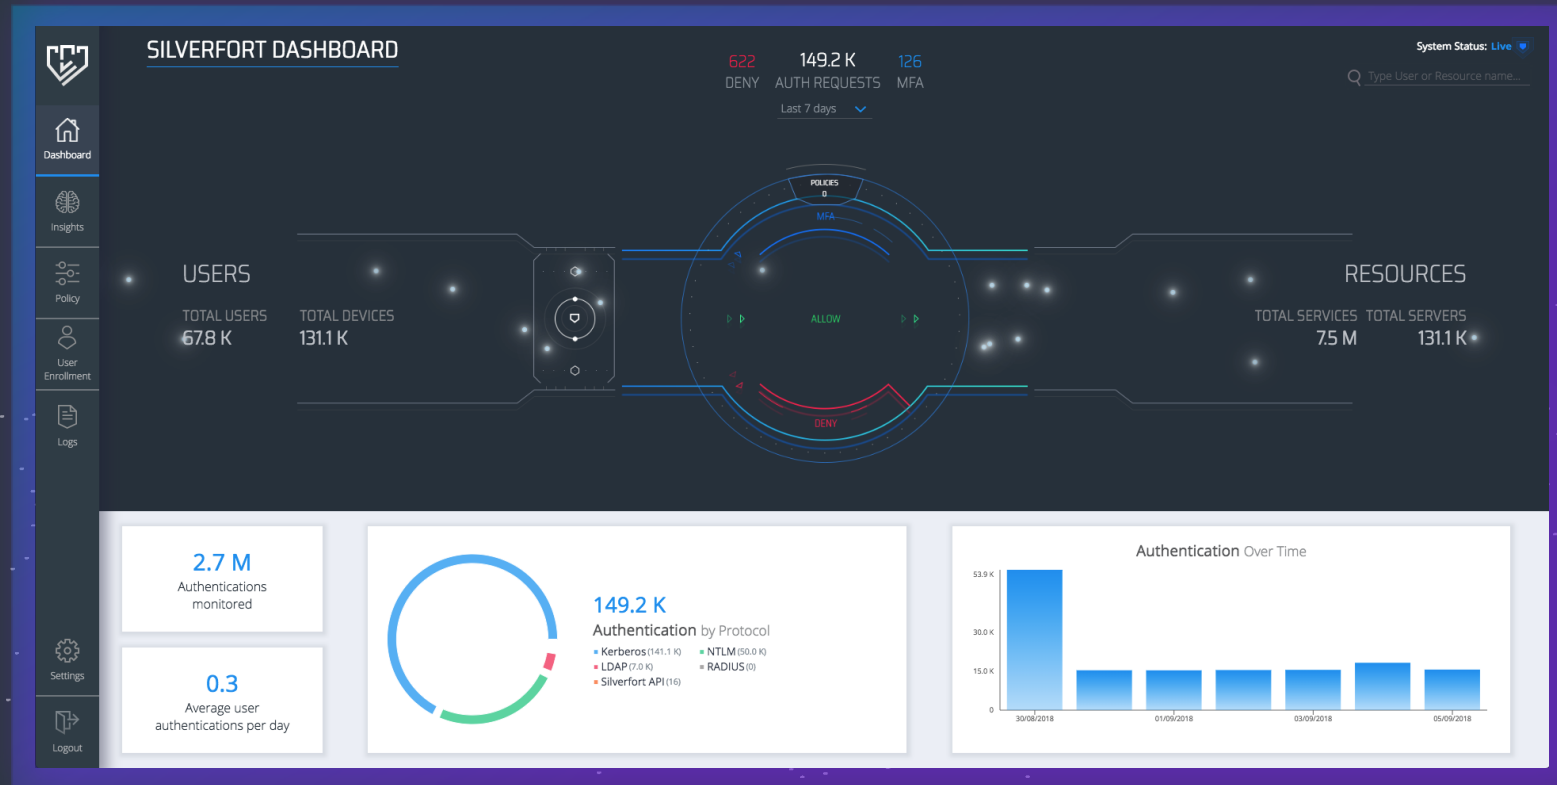 SILVERFORT DASHBOARD
622 149.2 K 126
DENY AUTH REQUESTS MFA
Last 7 days
System Status: Live
Type User or Resource name...
Dashboard
Insights
Policy
User
Enrollment
Logs
Settings
Logout
POLICIES
0
MFA
ALLOW
DENY
USERS
TOTAL USERS TOTAL DEVICES
67.8 K 131.1 K
RESOURCES
TOTAL SERVICES TOTAL SERVERS
7.5 M 131.1 K
2.7 M
Authentications
monitored
0.3
Average user
authentications per day
149.2 K
Authentication by Protocol
Kerberos (141.1 K) NTLM (50.0 K)
LDAP (7.0 K) RADIUS (0)
Silverfort API (16)
Authentication Over Time
53.9 K
30.0 K
15.0 K
0
30/08/2018 01/09/2018 03/09/2018 05/09/2018